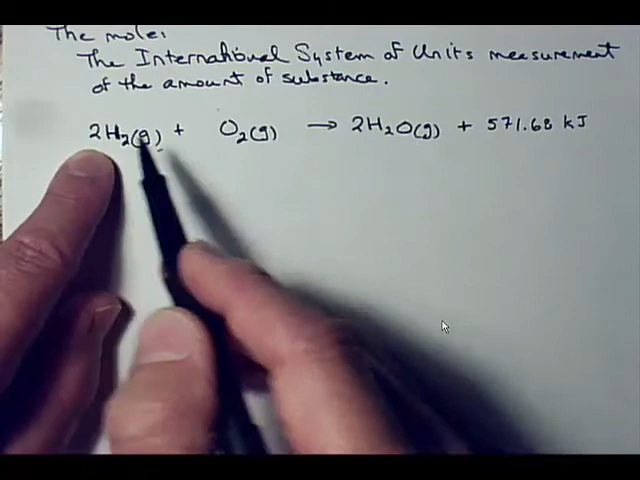 The mole:
The International System of Units measurement
of the amount of substance.
2H₂(g) + O₂(g) → 2H₂O(g) + 571.68 kJ